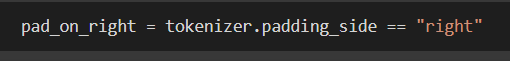 pad_on_right = tokenizer.padding_side == "right"